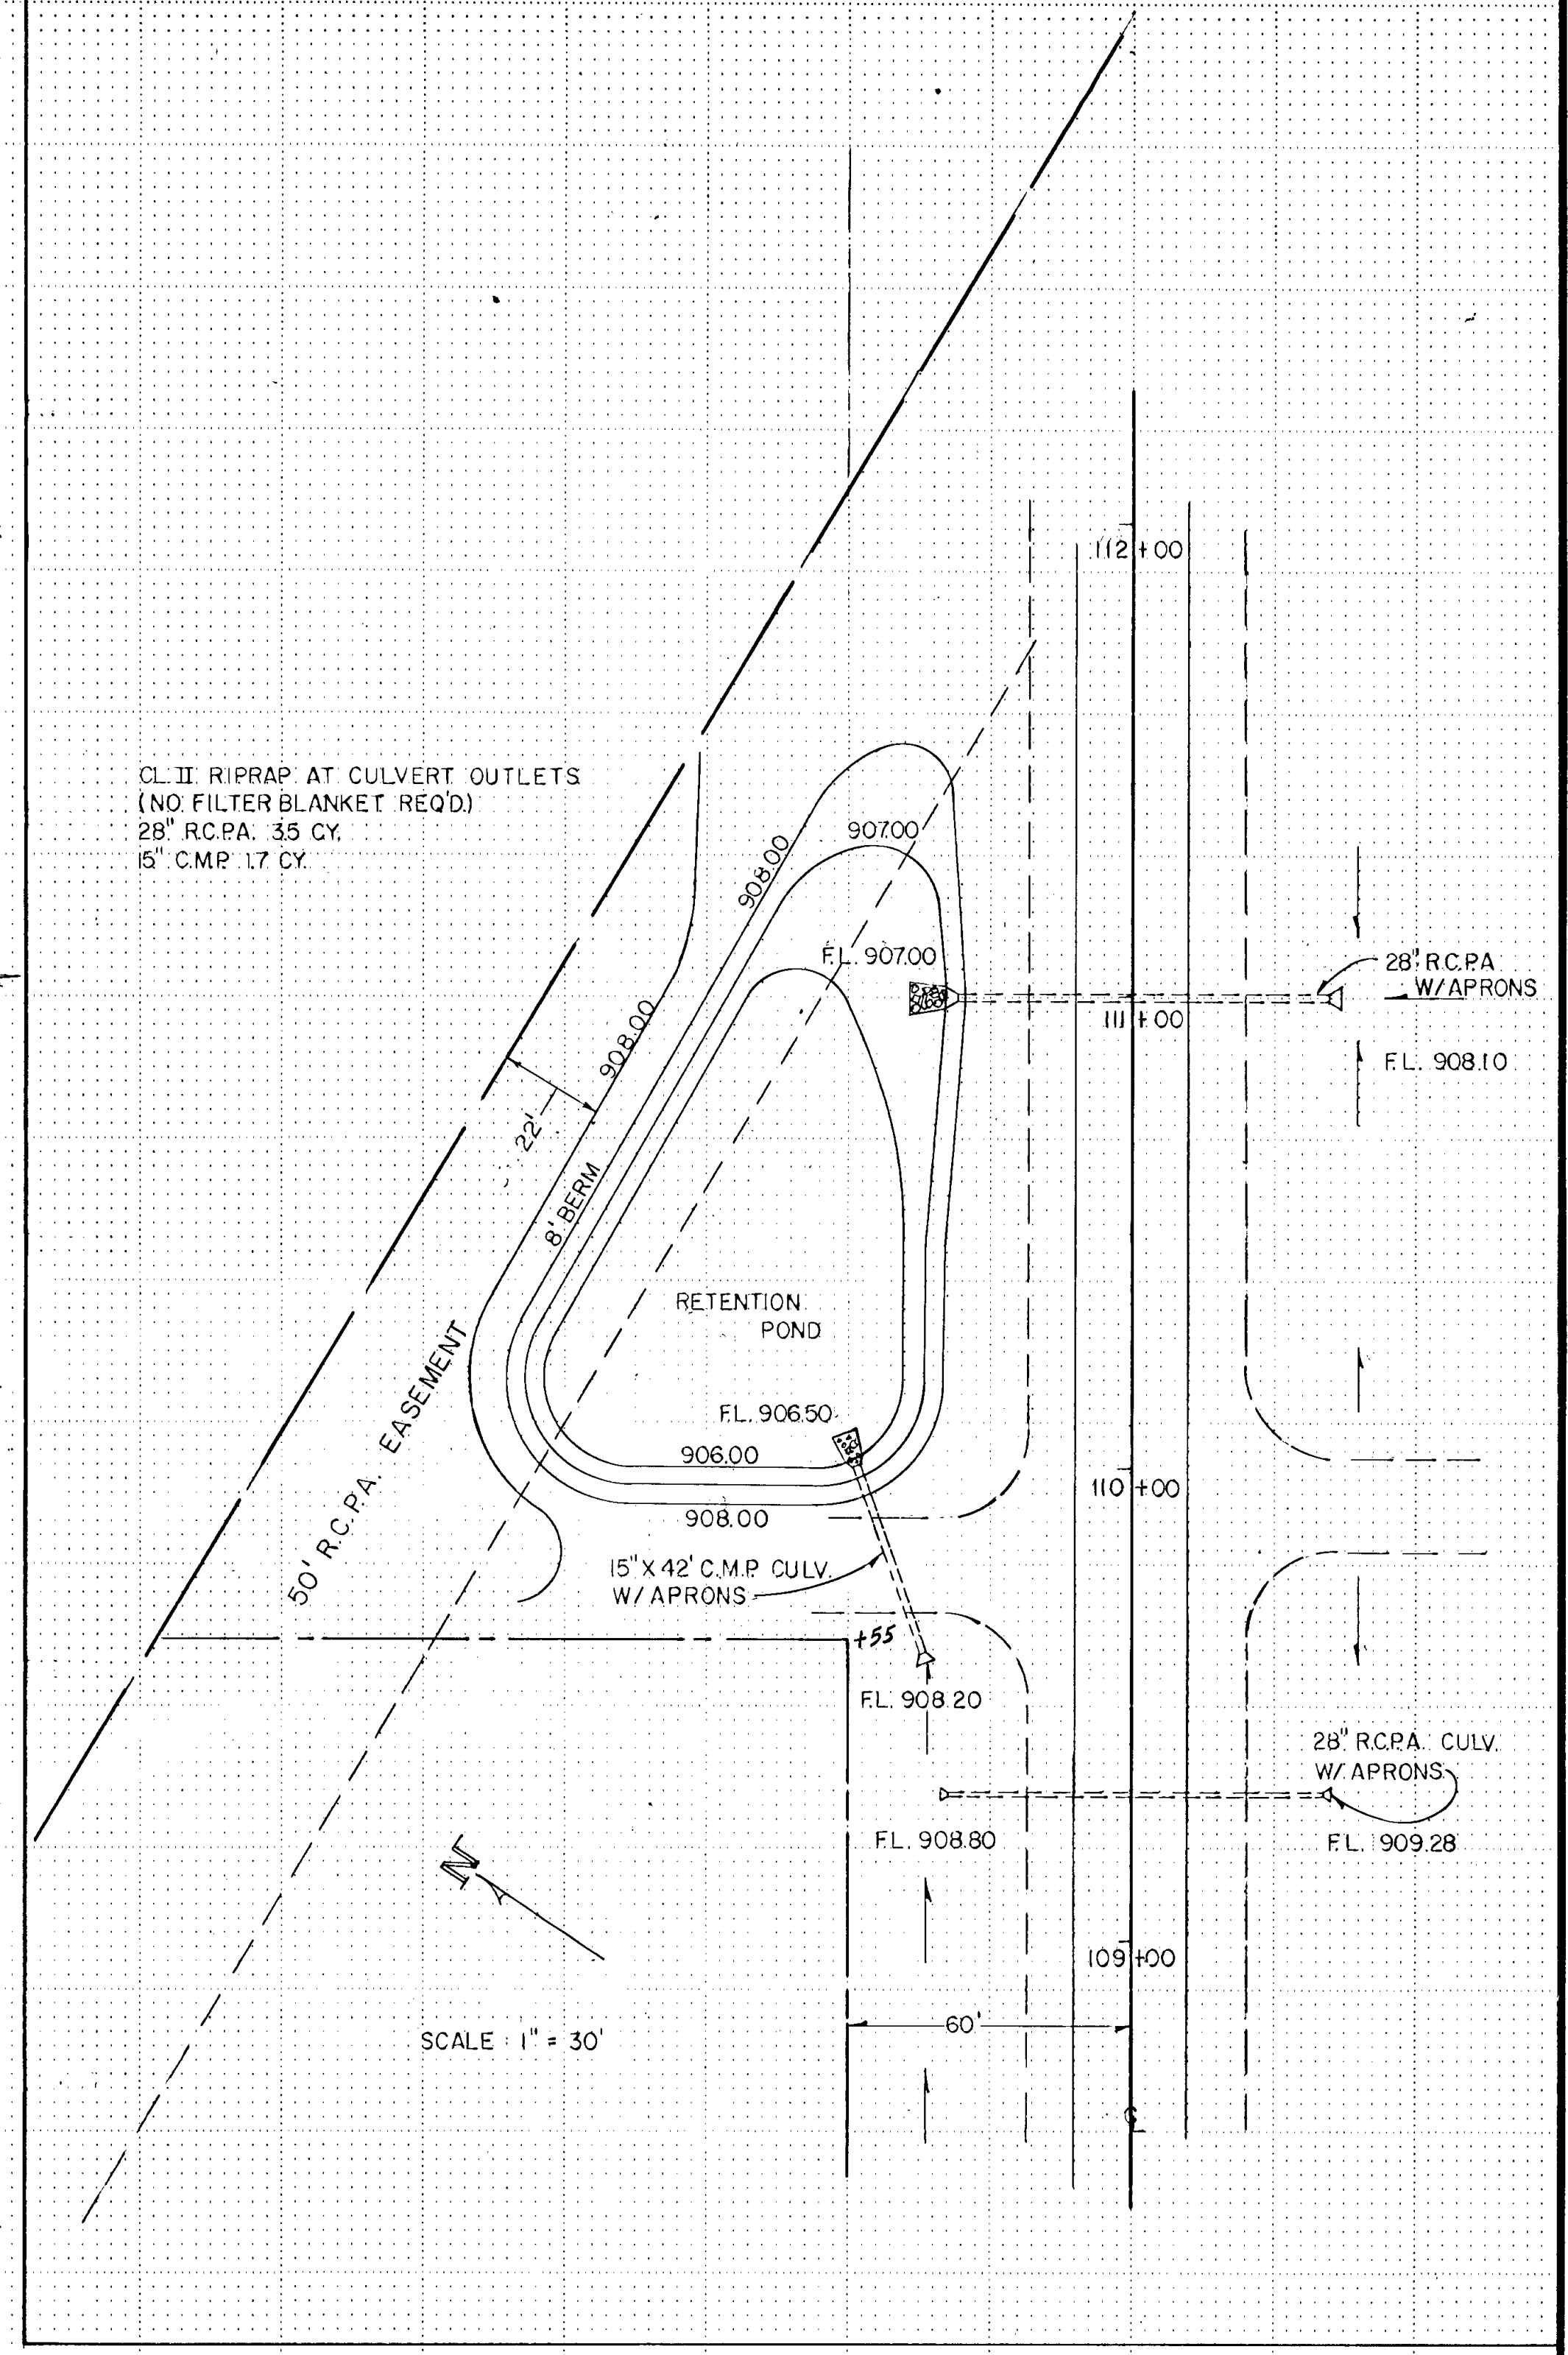 112+00
CL. II RIPRAP AT CULVERT OUTLETS
(NO FILTER BLANKET REQ'D.)
28" R.C.P.A. 3.5 CY.
15" C.M.P. 1.7 CY.
907.00
908.00
F.L. 907.00
28" R.C.P.A.
W/ APRONS
111+00
908.00
F.L. 908.10
22'
8' BERM
RETENTION
POND
50' R.C.P.A. EASEMENT
F.L. 906.50
906.00
110+00
908.00
15" X 42' C.M.P. CULV.
W/ APRONS
+55
F.L. 908.20
28" R.C.P.A. CULV.
W/ APRONS
F.L. 908.80
F.L. 909.28
N
109+00
60'
SCALE : 1" = 30'
℄